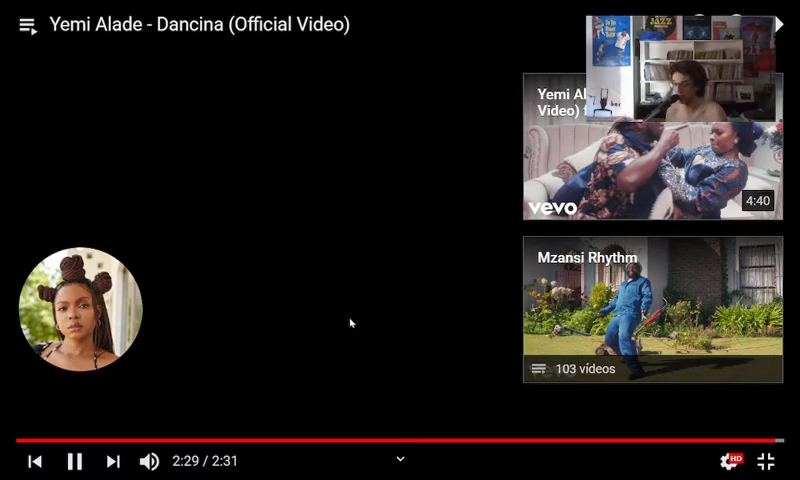 Yemi Alade - Dancina (Official Video)
JAZZ
Yemi Al
Video) f
vevo
4:40
Mzansi Rhythm
103 vídeos
2:29 / 2:31
HD